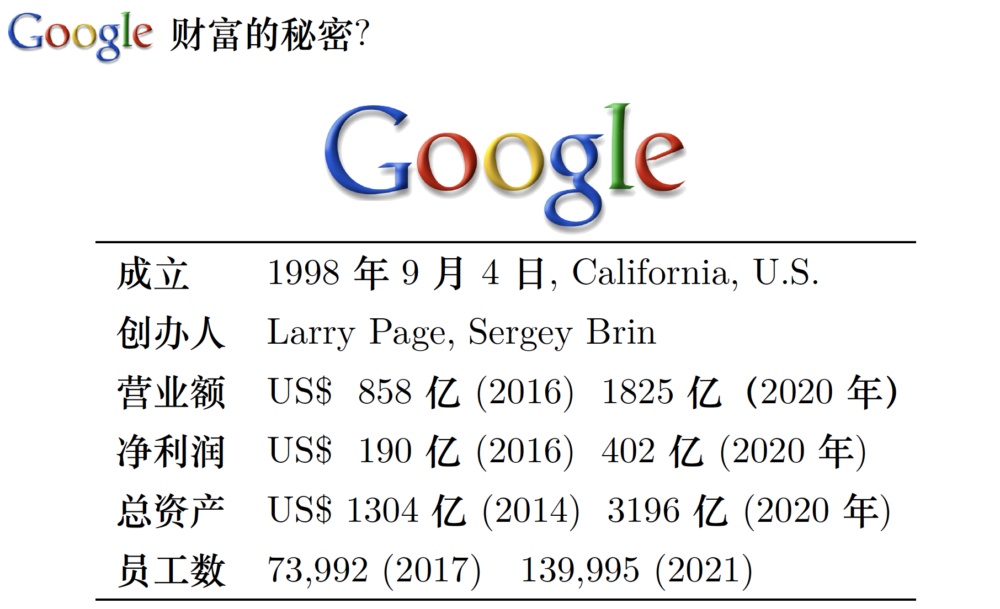 Google 财富的秘密?
Google
成立 1998 年 9 月 4 日, California, U.S.
创办人 Larry Page, Sergey Brin
营业额 US$ 858 亿 (2016) 1825 亿（2020 年）
净利润 US$ 190 亿 (2016) 402 亿 (2020 年)
总资产 US$ 1304 亿 (2014) 3196 亿 (2020 年)
员工数 73,992 (2017) 139,995 (2021)